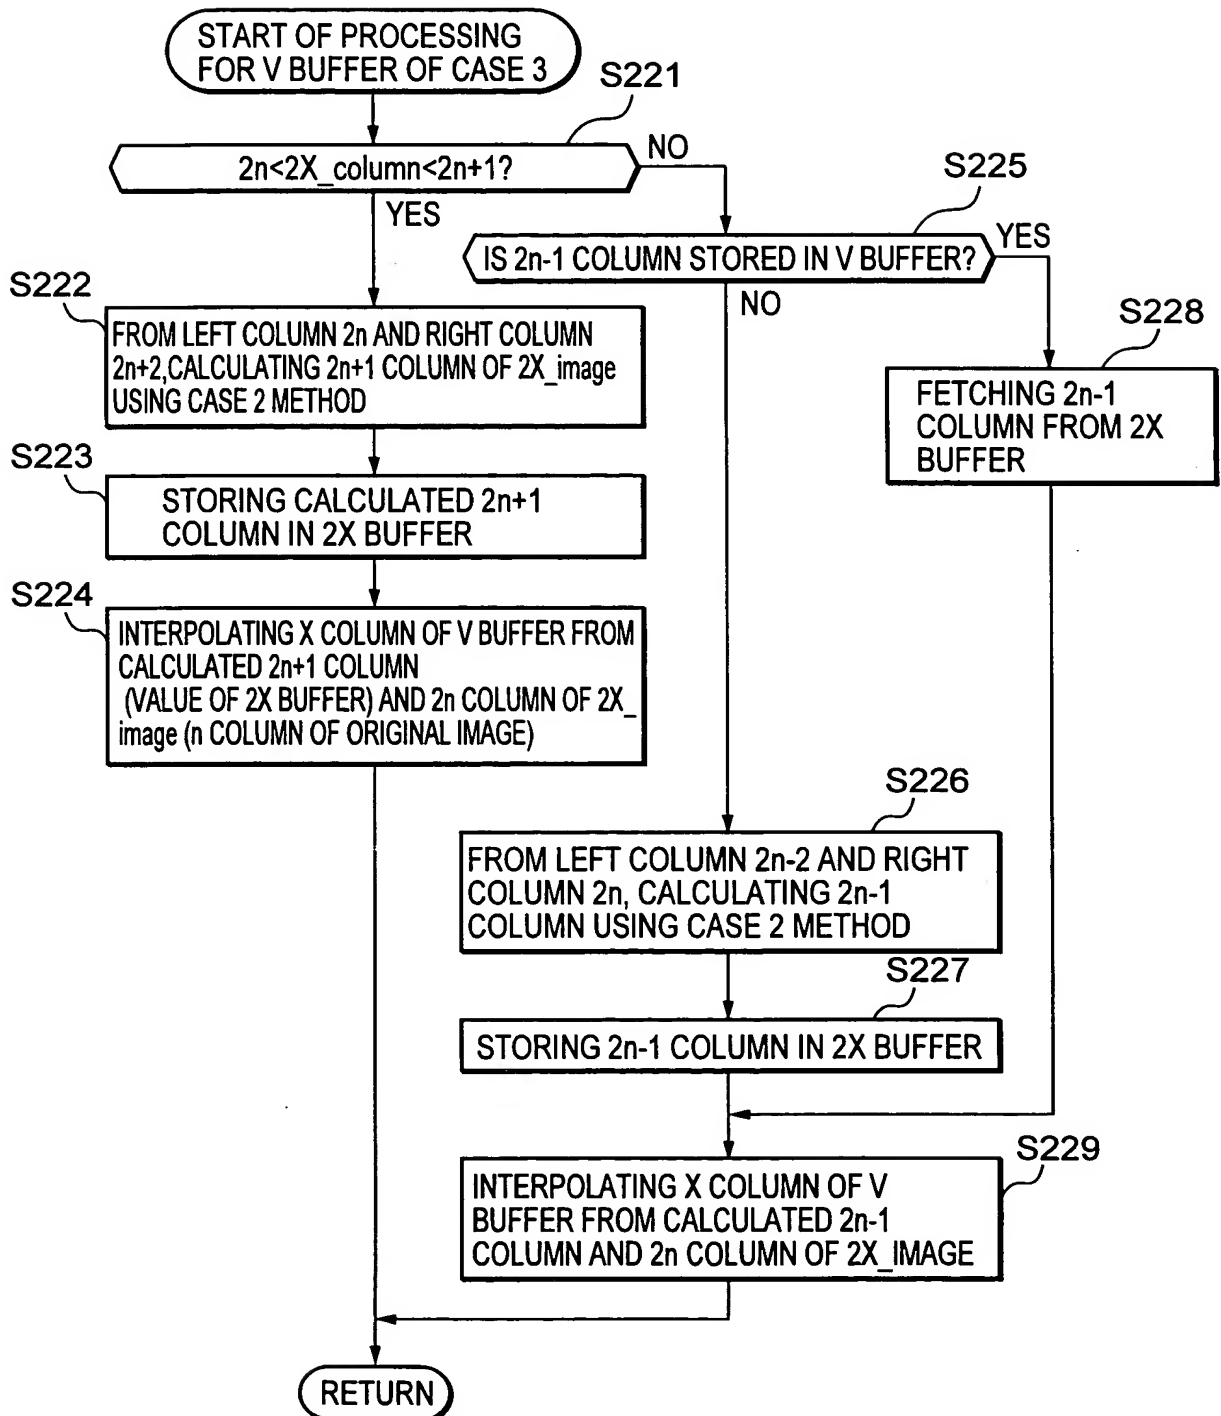 START OF PROCESSING
FOR V BUFFER OF CASE 3
S221
2n<2X_column<2n+1?
NO
YES
S225
IS 2n-1 COLUMN STORED IN V BUFFER?
YES
NO
S222
FROM LEFT COLUMN 2n AND RIGHT COLUMN
2n+2,CALCULATING 2n+1 COLUMN OF 2X_image
USING CASE 2 METHOD
S228
FETCHING 2n-1
COLUMN FROM 2X
BUFFER
S223
STORING CALCULATED 2n+1
COLUMN IN 2X BUFFER
S224
INTERPOLATING X COLUMN OF V BUFFER FROM
CALCULATED 2n+1 COLUMN
(VALUE OF 2X BUFFER) AND 2n COLUMN OF 2X_
image (n COLUMN OF ORIGINAL IMAGE)
S226
FROM LEFT COLUMN 2n-2 AND RIGHT
COLUMN 2n, CALCULATING 2n-1
COLUMN USING CASE 2 METHOD
S227
STORING 2n-1 COLUMN IN 2X BUFFER
S229
INTERPOLATING X COLUMN OF V
BUFFER FROM CALCULATED 2n-1
COLUMN AND 2n COLUMN OF 2X_IMAGE
RETURN